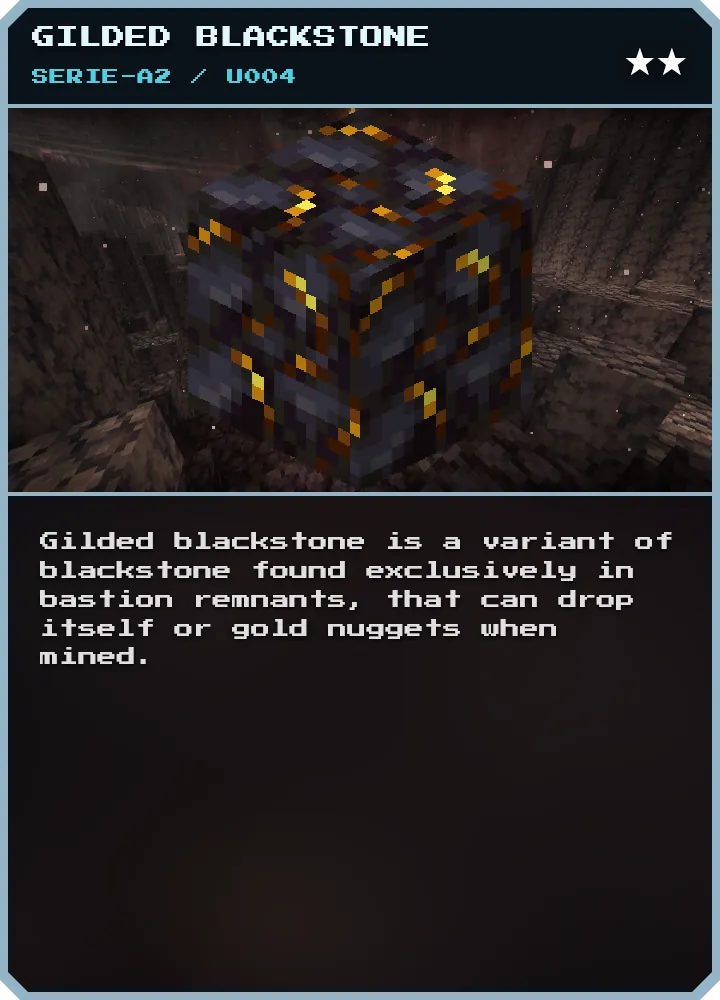 GILDED BLACKSTONE
SERIE-A2 / U004
★★
Gilded blackstone is a variant of
blackstone found exclusively in
bastion remnants, that can drop
itself or gold nuggets when
mined.